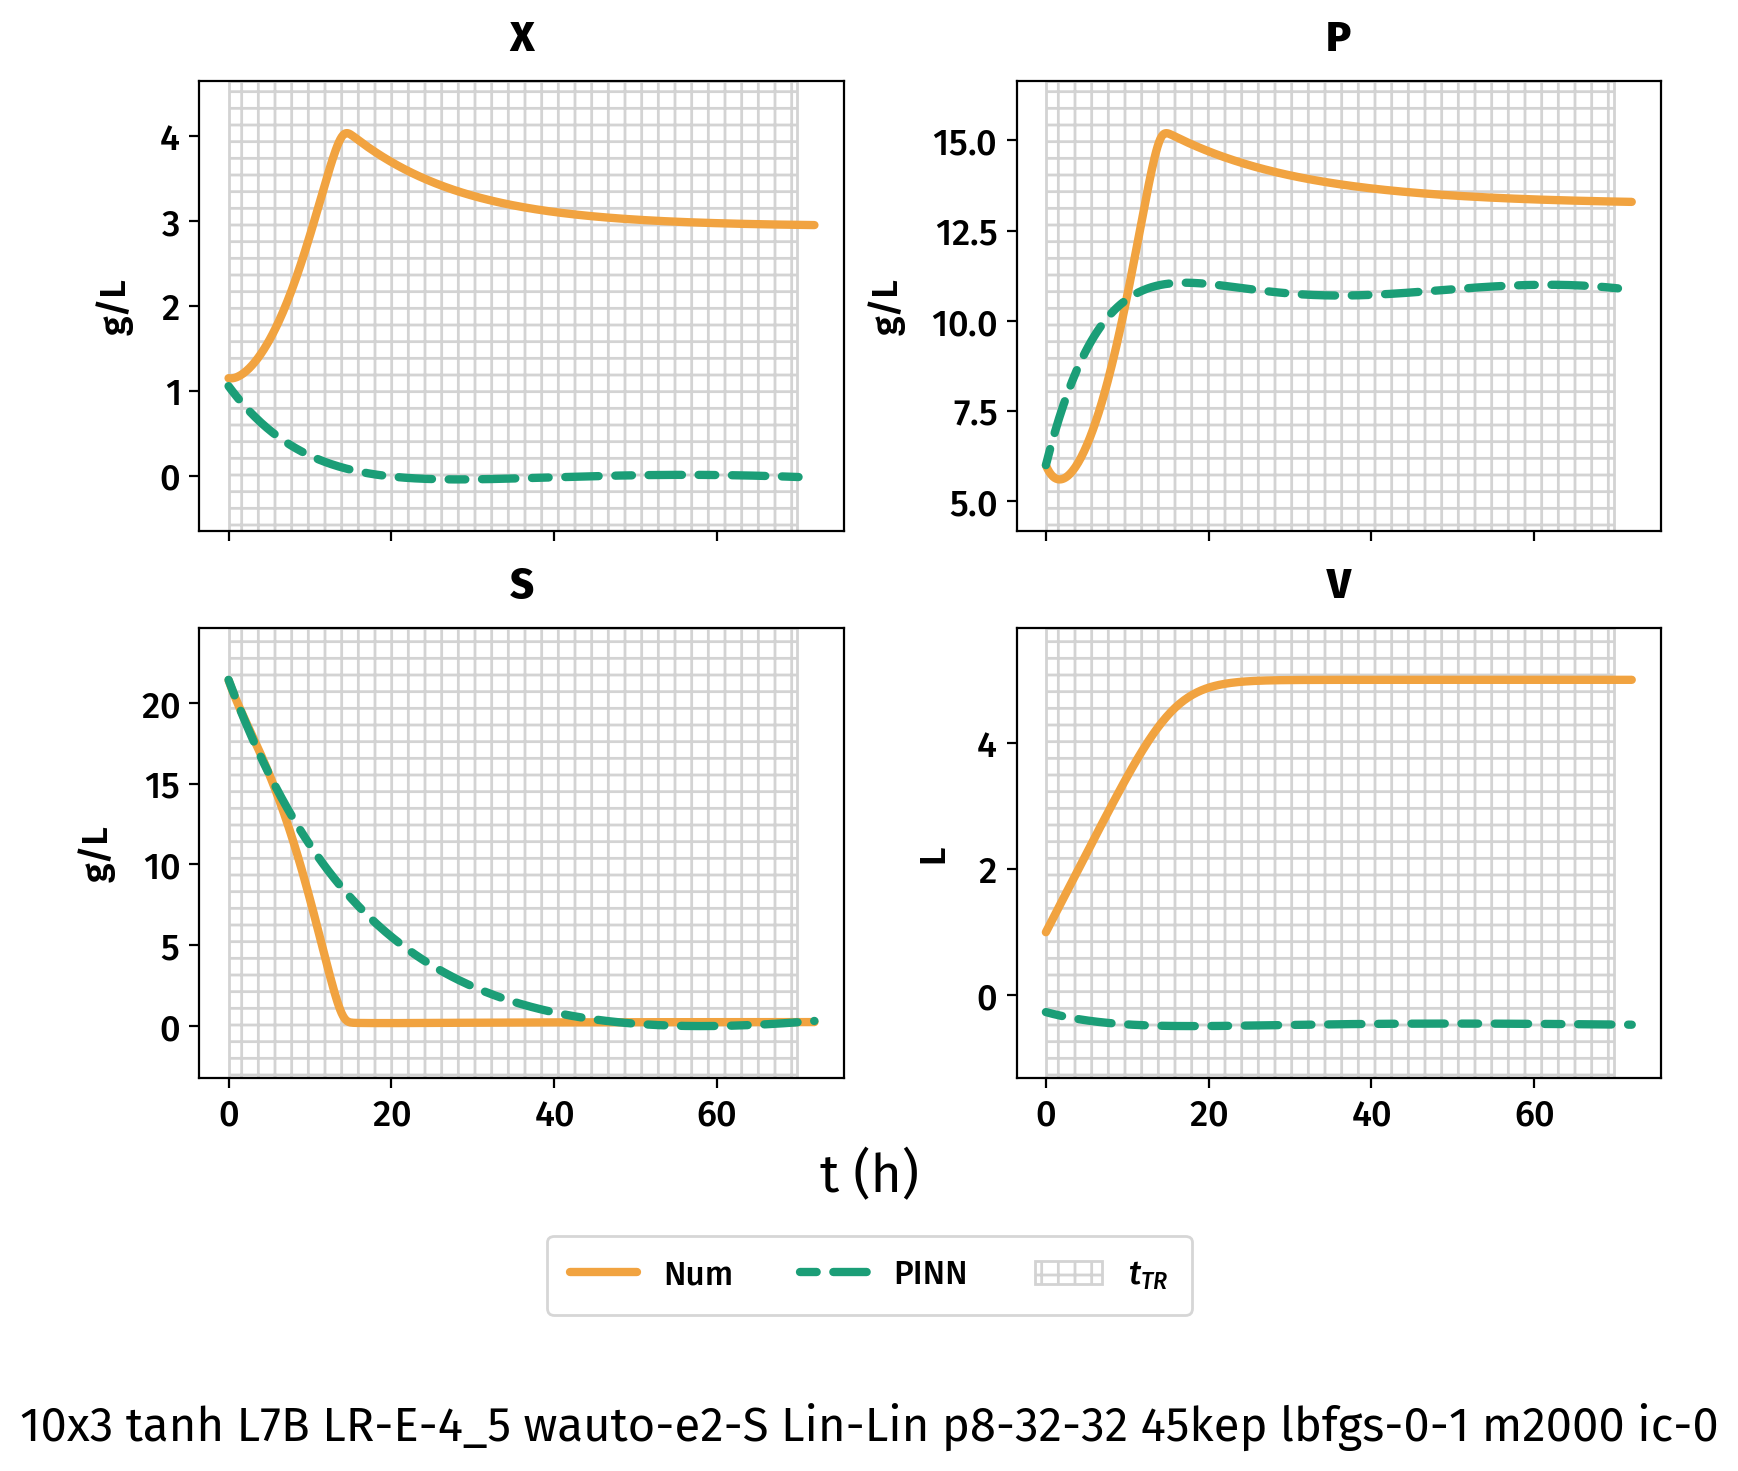 X
P
4
3
2
1
0
g/L
15.0
12.5
10.0
7.5
5.0
g/L
S
V
20
15
10
5
0
g/L
4
2
0
L
0 20 40 60
0 20 40 60
t (h)
Num PINN t_TR
10x3 tanh L7B LR-E-4_5 wauto-e2-S Lin-Lin p8-32-32 45kep lbfgs-0-1 m2000 ic-0